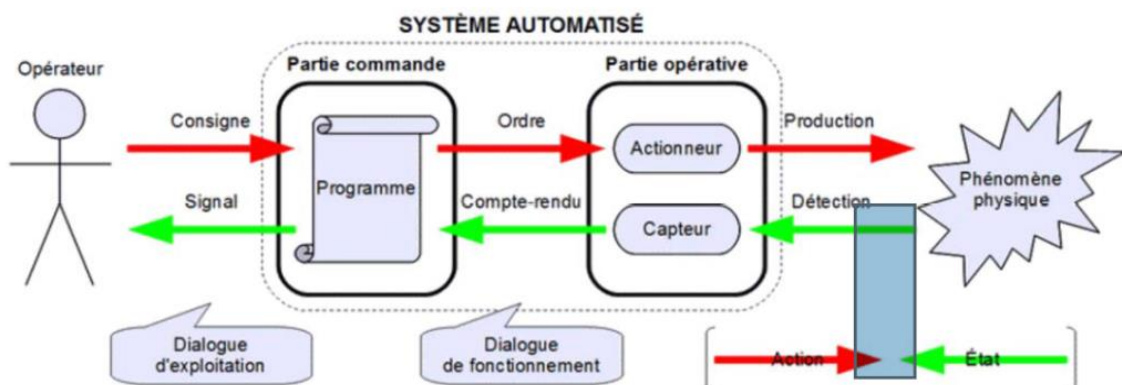 SYSTÈME AUTOMATISÉ
Opérateur
Partie commande
Partie opérative
Consigne
Ordre
Production
Actionneur
Programme
Phénomène
physique
Signal
Compte-rendu
Détection
Capteur
Dialogue
d'exploitation
Dialogue
de fonctionnement
Action
État